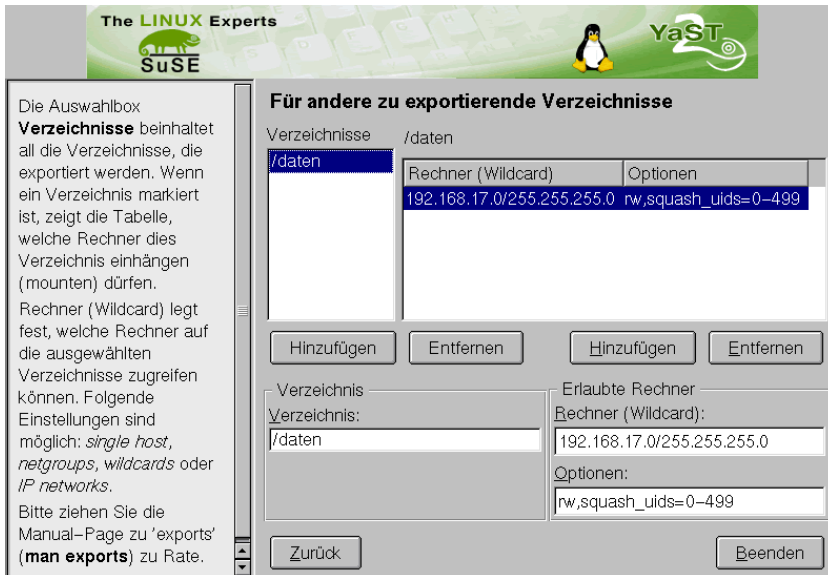 The LINUX Experts
SuSE
YaST
2
Die Auswahlbox
Verzeichnisse beinhaltet
all die Verzeichnisse, die
exportiert werden. Wenn
ein Verzeichnis markiert
ist, zeigt die Tabelle,
welche Rechner dies
Verzeichnis einhängen
(mounten) dürfen.
Rechner (Wildcard) legt
fest, welche Rechner auf
die ausgewählten
Verzeichnisse zugreifen
können. Folgende
Einstellungen sind
möglich: single host,
netgroups, wildcards oder
IP networks.
Bitte ziehen Sie die
Manual-Page zu 'exports'
(man exports) zu Rate.
Für andere zu exportierende Verzeichnisse
Verzeichnisse
/daten
/daten
Rechner (Wildcard) Optionen
192.168.17.0/255.255.255.0 rw,squash_uids=0-499
Hinzufügen Entfernen Hinzufügen Entfernen
Verzeichnis
Verzeichnis:
/daten
Erlaubte Rechner
Rechner (Wildcard):
192.168.17.0/255.255.255.0
Optionen:
rw,squash_uids=0-499
Zurück Beenden